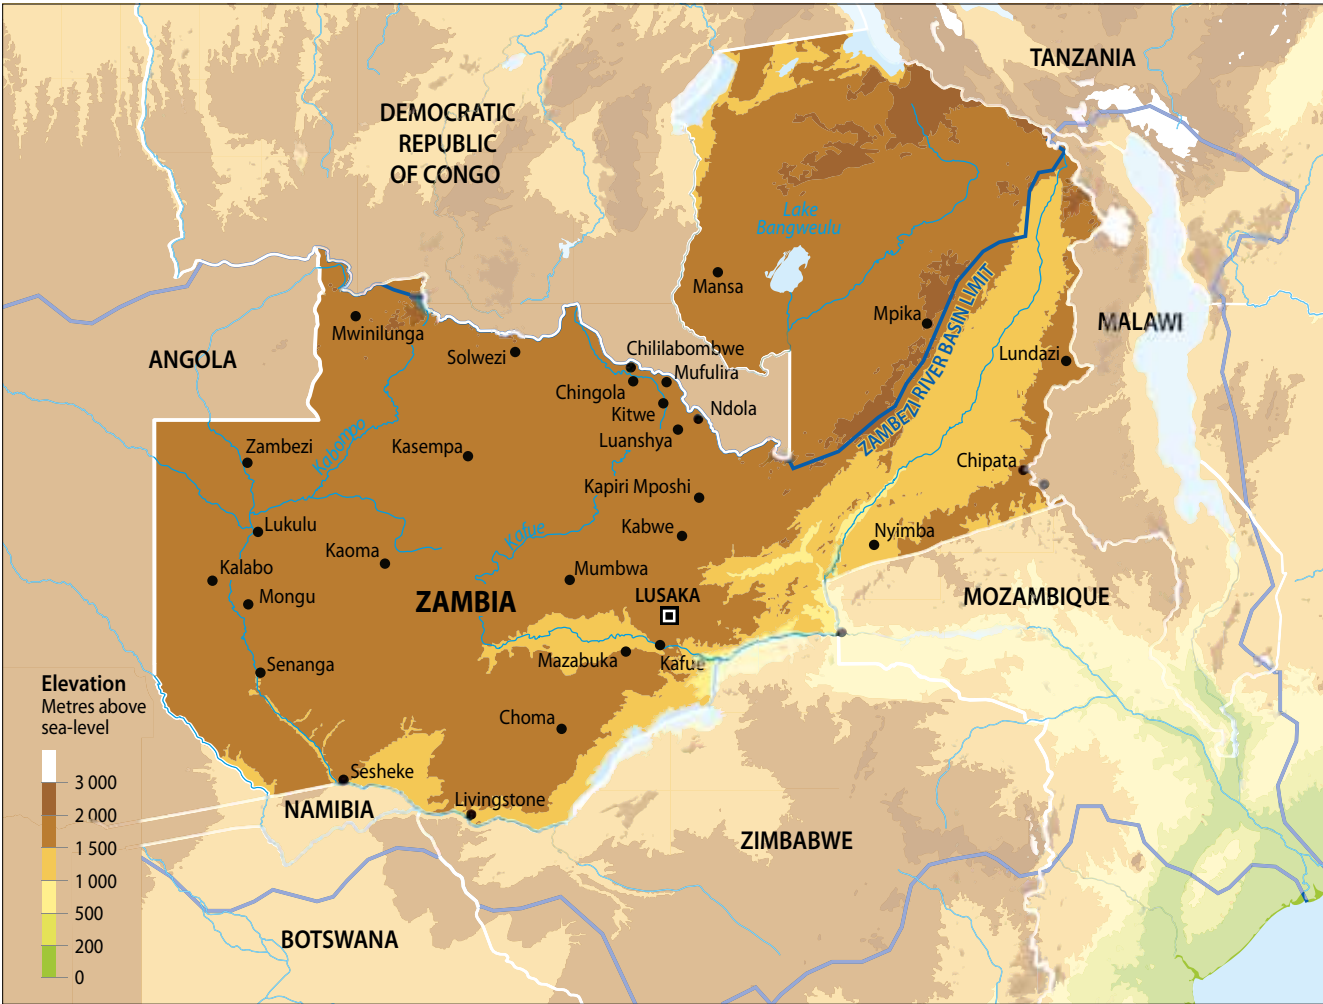 TANZANIA
DEMOCRATIC
REPUBLIC
OF CONGO
Lake
Bangweulu
Mansa
Mpika
ZAMBEZI RIVER BASIN LIMIT
MALAWI
Mwinilunga
ANGOLA
Solwezi
Chililabombwe
Mufulira
Lundazi
Chingola
Kitwe
Ndola
Luanshya
Kabompo
Zambezi
Kasempa
Chipata
Kapiri Mposhi
Lukulu
Kafue
Kabwe
Nyimba
Kaoma
Kalabo
Mumbwa
Mongu
ZAMBIA
LUSAKA
MOZAMBIQUE
Mazabuka
Kafue
Senanga
Elevation
Metres above
sea-level
Choma
3 000
2 000
1 500
1 000
500
200
0
Sesheke
NAMIBIA
Livingstone
ZIMBABWE
BOTSWANA